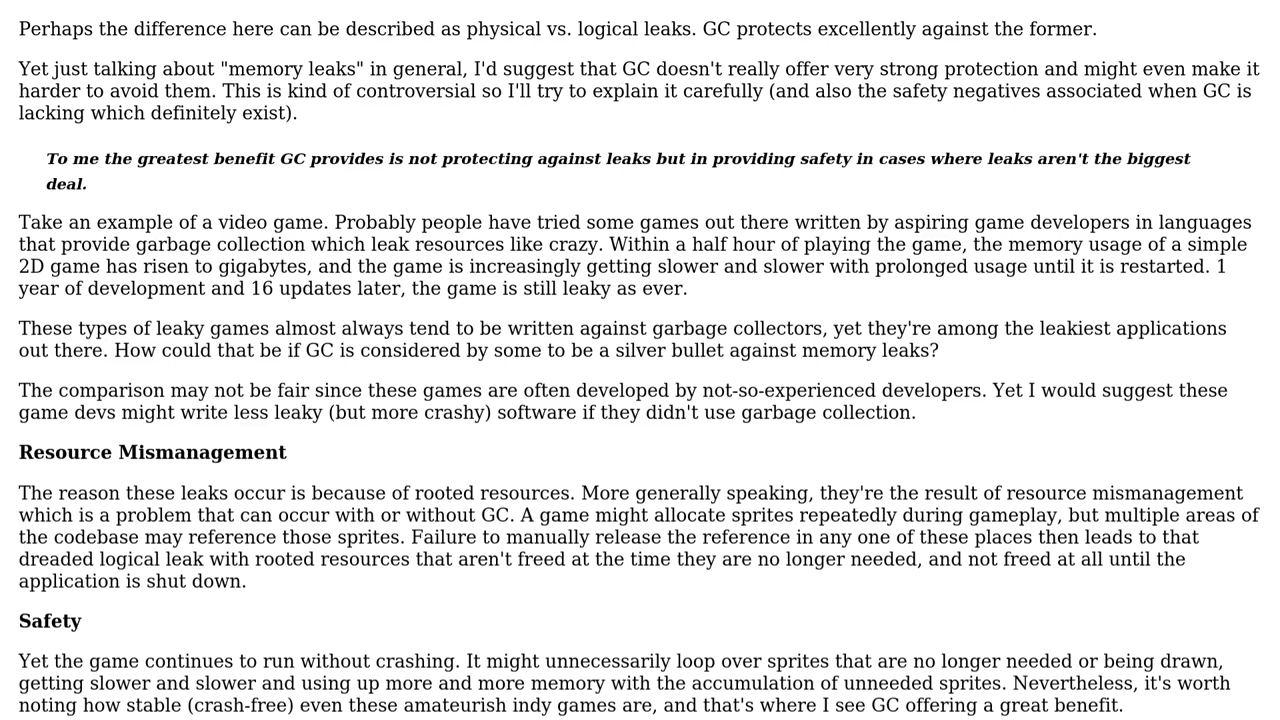 Perhaps the difference here can be described as physical vs. logical leaks. GC protects excellently against the former.
Yet just talking about "memory leaks" in general, I'd suggest that GC doesn't really offer very strong protection and might even make it
harder to avoid them. This is kind of controversial so I'll try to explain it carefully (and also the safety negatives associated when GC is
lacking which definitely exist).
To me the greatest benefit GC provides is not protecting against leaks but in providing safety in cases where leaks aren't the biggest
deal.
Take an example of a video game. Probably people have tried some games out there written by aspiring game developers in languages
that provide garbage collection which leak resources like crazy. Within a half hour of playing the game, the memory usage of a simple
2D game has risen to gigabytes, and the game is increasingly getting slower and slower with prolonged usage until it is restarted. 1
year of development and 16 updates later, the game is still leaky as ever.
These types of leaky games almost always tend to be written against garbage collectors, yet they're among the leakiest applications
out there. How could that be if GC is considered by some to be a silver bullet against memory leaks?
The comparison may not be fair since these games are often developed by not-so-experienced developers. Yet I would suggest these
game devs might write less leaky (but more crashy) software if they didn't use garbage collection.
Resource Mismanagement
The reason these leaks occur is because of rooted resources. More generally speaking, they're the result of resource mismanagement
which is a problem that can occur with or without GC. A game might allocate sprites repeatedly during gameplay, but multiple areas of
the codebase may reference those sprites. Failure to manually release the reference in any one of these places then leads to that
dreaded logical leak with rooted resources that aren't freed at the time they are no longer needed, and not freed at all until the
application is shut down.
Safety
Yet the game continues to run without crashing. It might unnecessarily loop over sprites that are no longer needed or being drawn,
getting slower and slower and using up more and more memory with the accumulation of unneeded sprites. Nevertheless, it's worth
noting how stable (crash-free) even these amateurish indy games are, and that's where I see GC offering a great benefit.